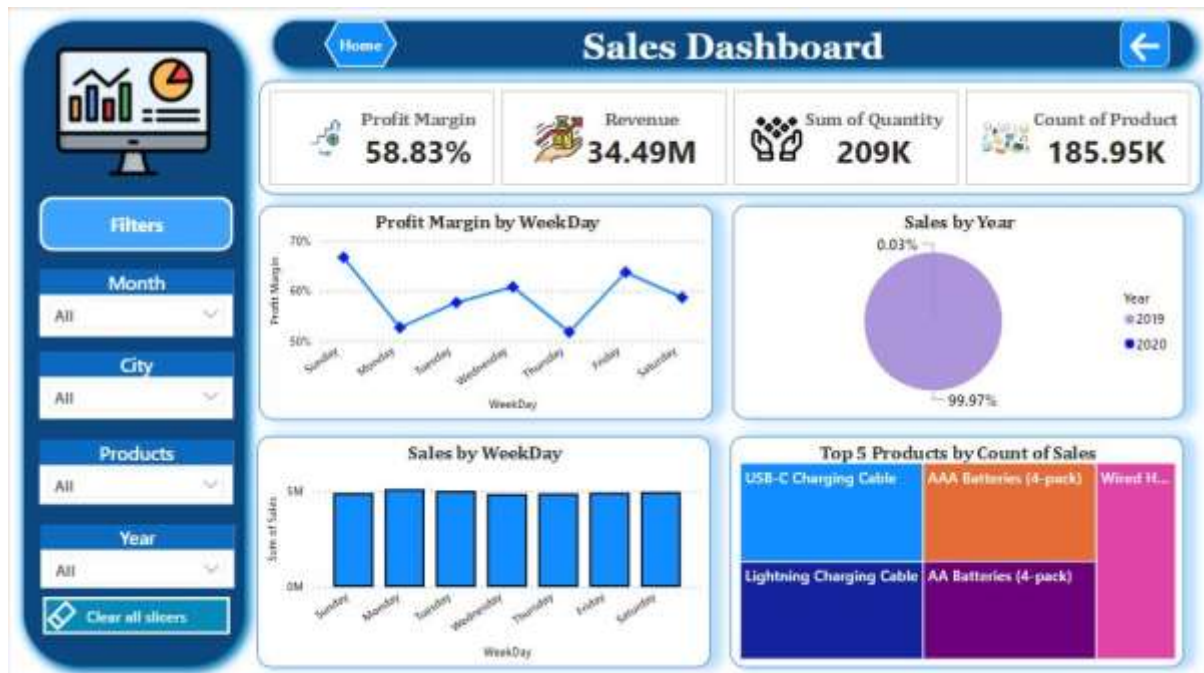 Home
Sales Dashboard
Profit Margin
58.83%
Revenue
34.49M
Sum of Quantity
209K
Count of Product
185.95K
Filters
Month
All
City
All
Products
All
Year
All
Clear all slicers
Profit Margin by WeekDay
Profit Margin
70%
60%
50%
Sunday
Monday
Tuesday
Wednesday
Thursday
Friday
Saturday
WeekDay
Sales by Year
0.03%
99.97%
Year
2019
2020
Sales by WeekDay
Sum of Sales
5M
0M
Sunday
Monday
Tuesday
Wednesday
Thursday
Friday
Saturday
WeekDay
Top 5 Products by Count of Sales
USB-C Charging Cable
AAA Batteries (4-pack)
Wired H...
Lightning Charging Cable
AA Batteries (4-pack)